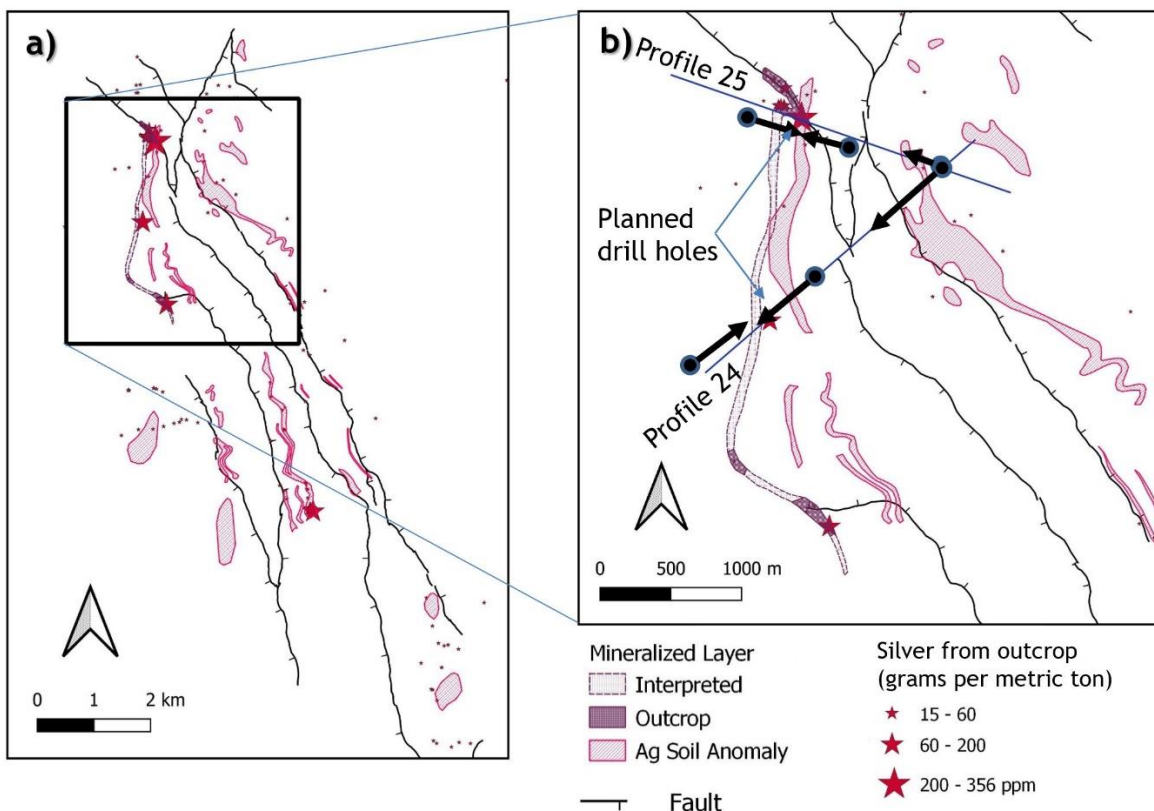 a)
0 1 2 km
b)
Profile 25
Planned
drill holes
Profile 24
0 500 1000 m
Mineralized Layer
Interpreted
Outcrop
Ag Soil Anomaly
Fault
Silver from outcrop
(grams per metric ton)
15 - 60
60 - 200
200 - 356 ppm